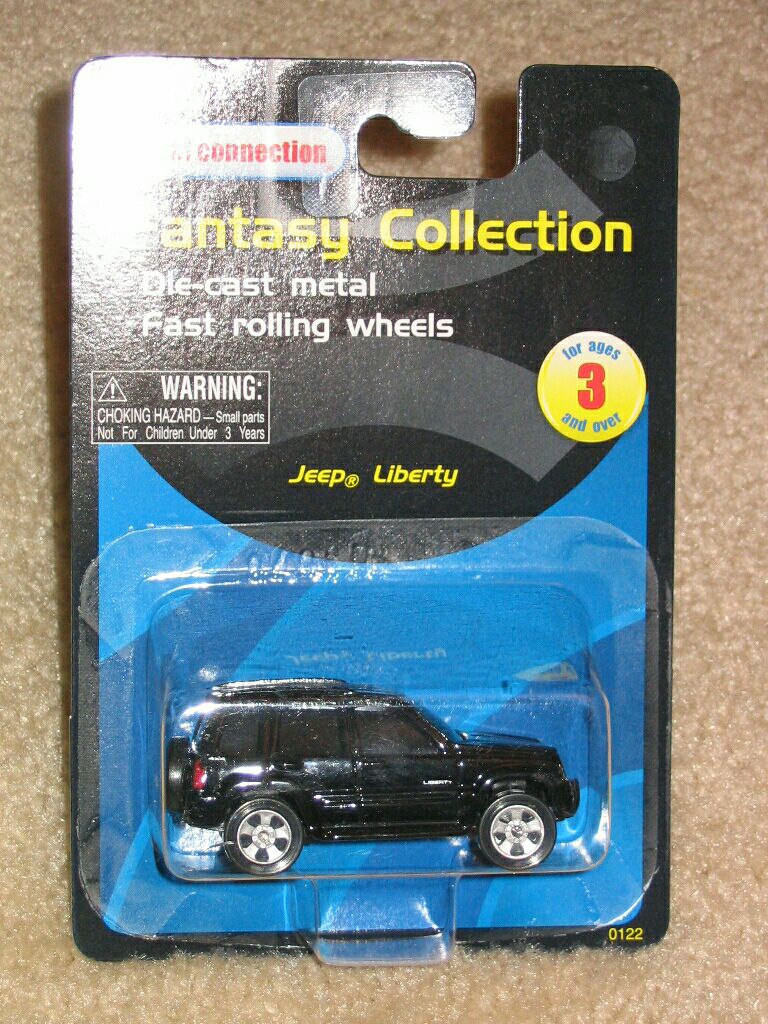 connection
Fantasy Collection
Die-cast metal
Fast rolling wheels
for ages
3
and over
WARNING:
CHOKING HAZARD — Small parts
Not For Children Under 3 Years
Jeep® Liberty
LIBERTY
0122